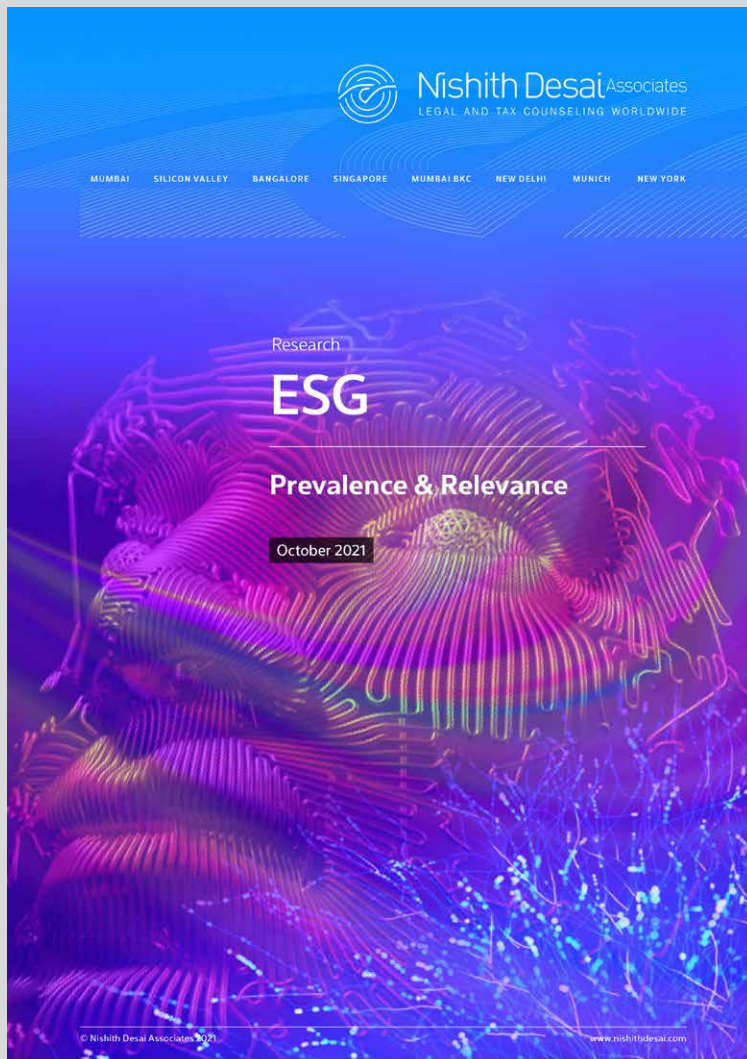 Nishith Desai Associates
LEGAL AND TAX COUNSELING WORLDWIDE
MUMBAI SILICON VALLEY BANGALORE SINGAPORE MUMBAI BKC NEW DELHI MUNICH NEW YORK
Research
ESG
Prevalence & Relevance
October 2021
© Nishith Desai Associates 2021 www.nishithdesai.com